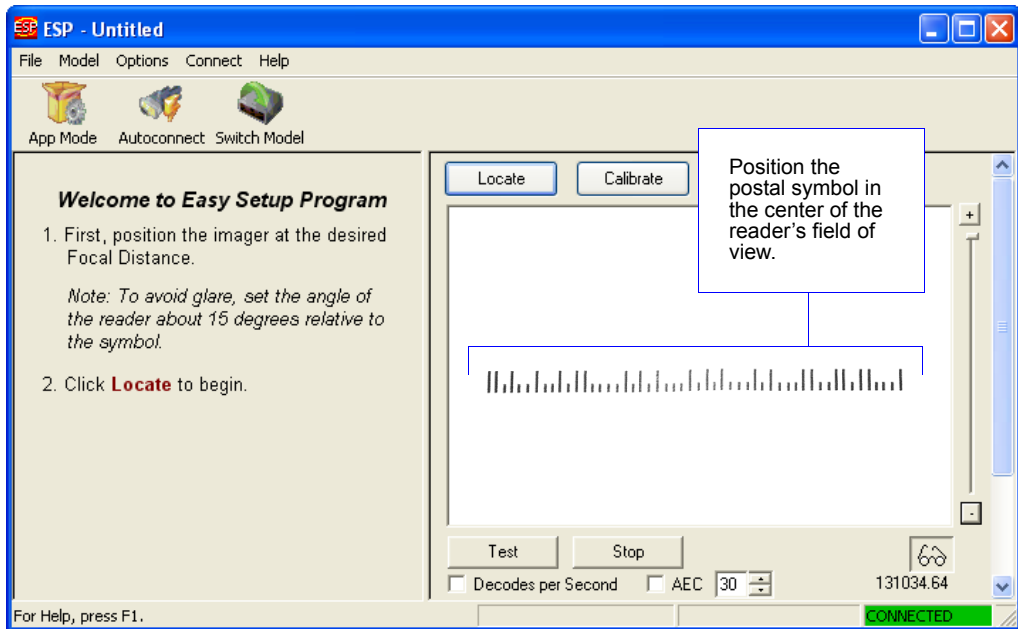 ESP - Untitled
File Model Options Connect Help
App Mode Autoconnect Switch Model
Welcome to Easy Setup Program
1. First, position the imager at the desired
Focal Distance.
Note: To avoid glare, set the angle of
the reader about 15 degrees relative to
the symbol.
2. Click Locate to begin.
Locate Calibrate
Position the
postal symbol in
the center of the
reader's field of
view.
+
-
Test Stop
Decodes per Second AEC 30 131034.64
For Help, press F1. CONNECTED